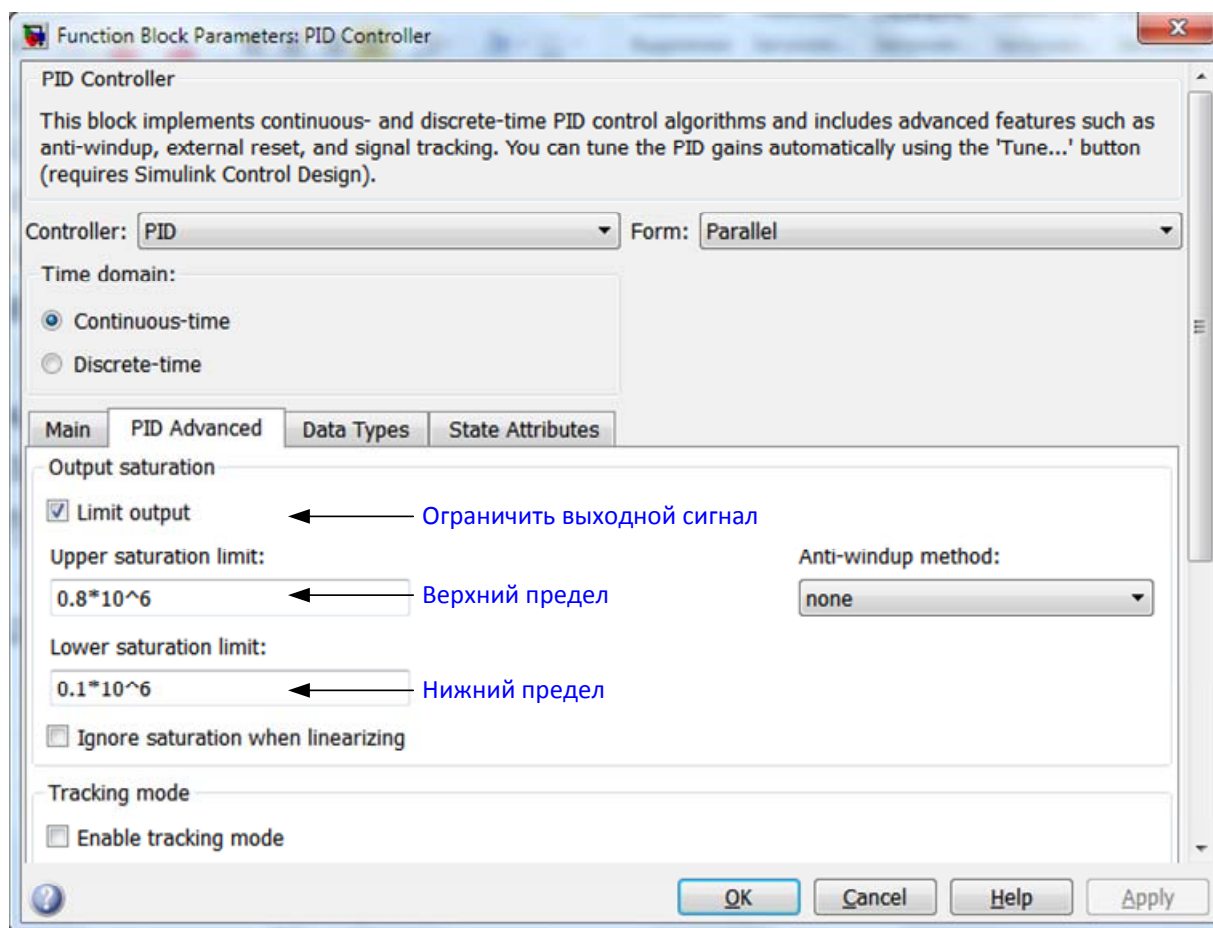 Function Block Parameters: PID Controller
PID Controller
This block implements continuous- and discrete-time PID control algorithms and includes advanced features such as
anti-windup, external reset, and signal tracking. You can tune the PID gains automatically using the 'Tune...' button
(requires Simulink Control Design).
Controller: PID Form: Parallel
Time domain:
Continuous-time
Discrete-time
Main PID Advanced Data Types State Attributes
Output saturation
Limit output Ограничить выходной сигнал
Upper saturation limit: Anti-windup method:
0.8*10^6 Верхний предел none
Lower saturation limit:
0.1*10^6 Нижний предел
Ignore saturation when linearizing
Tracking mode
Enable tracking mode
OK Cancel Help Apply